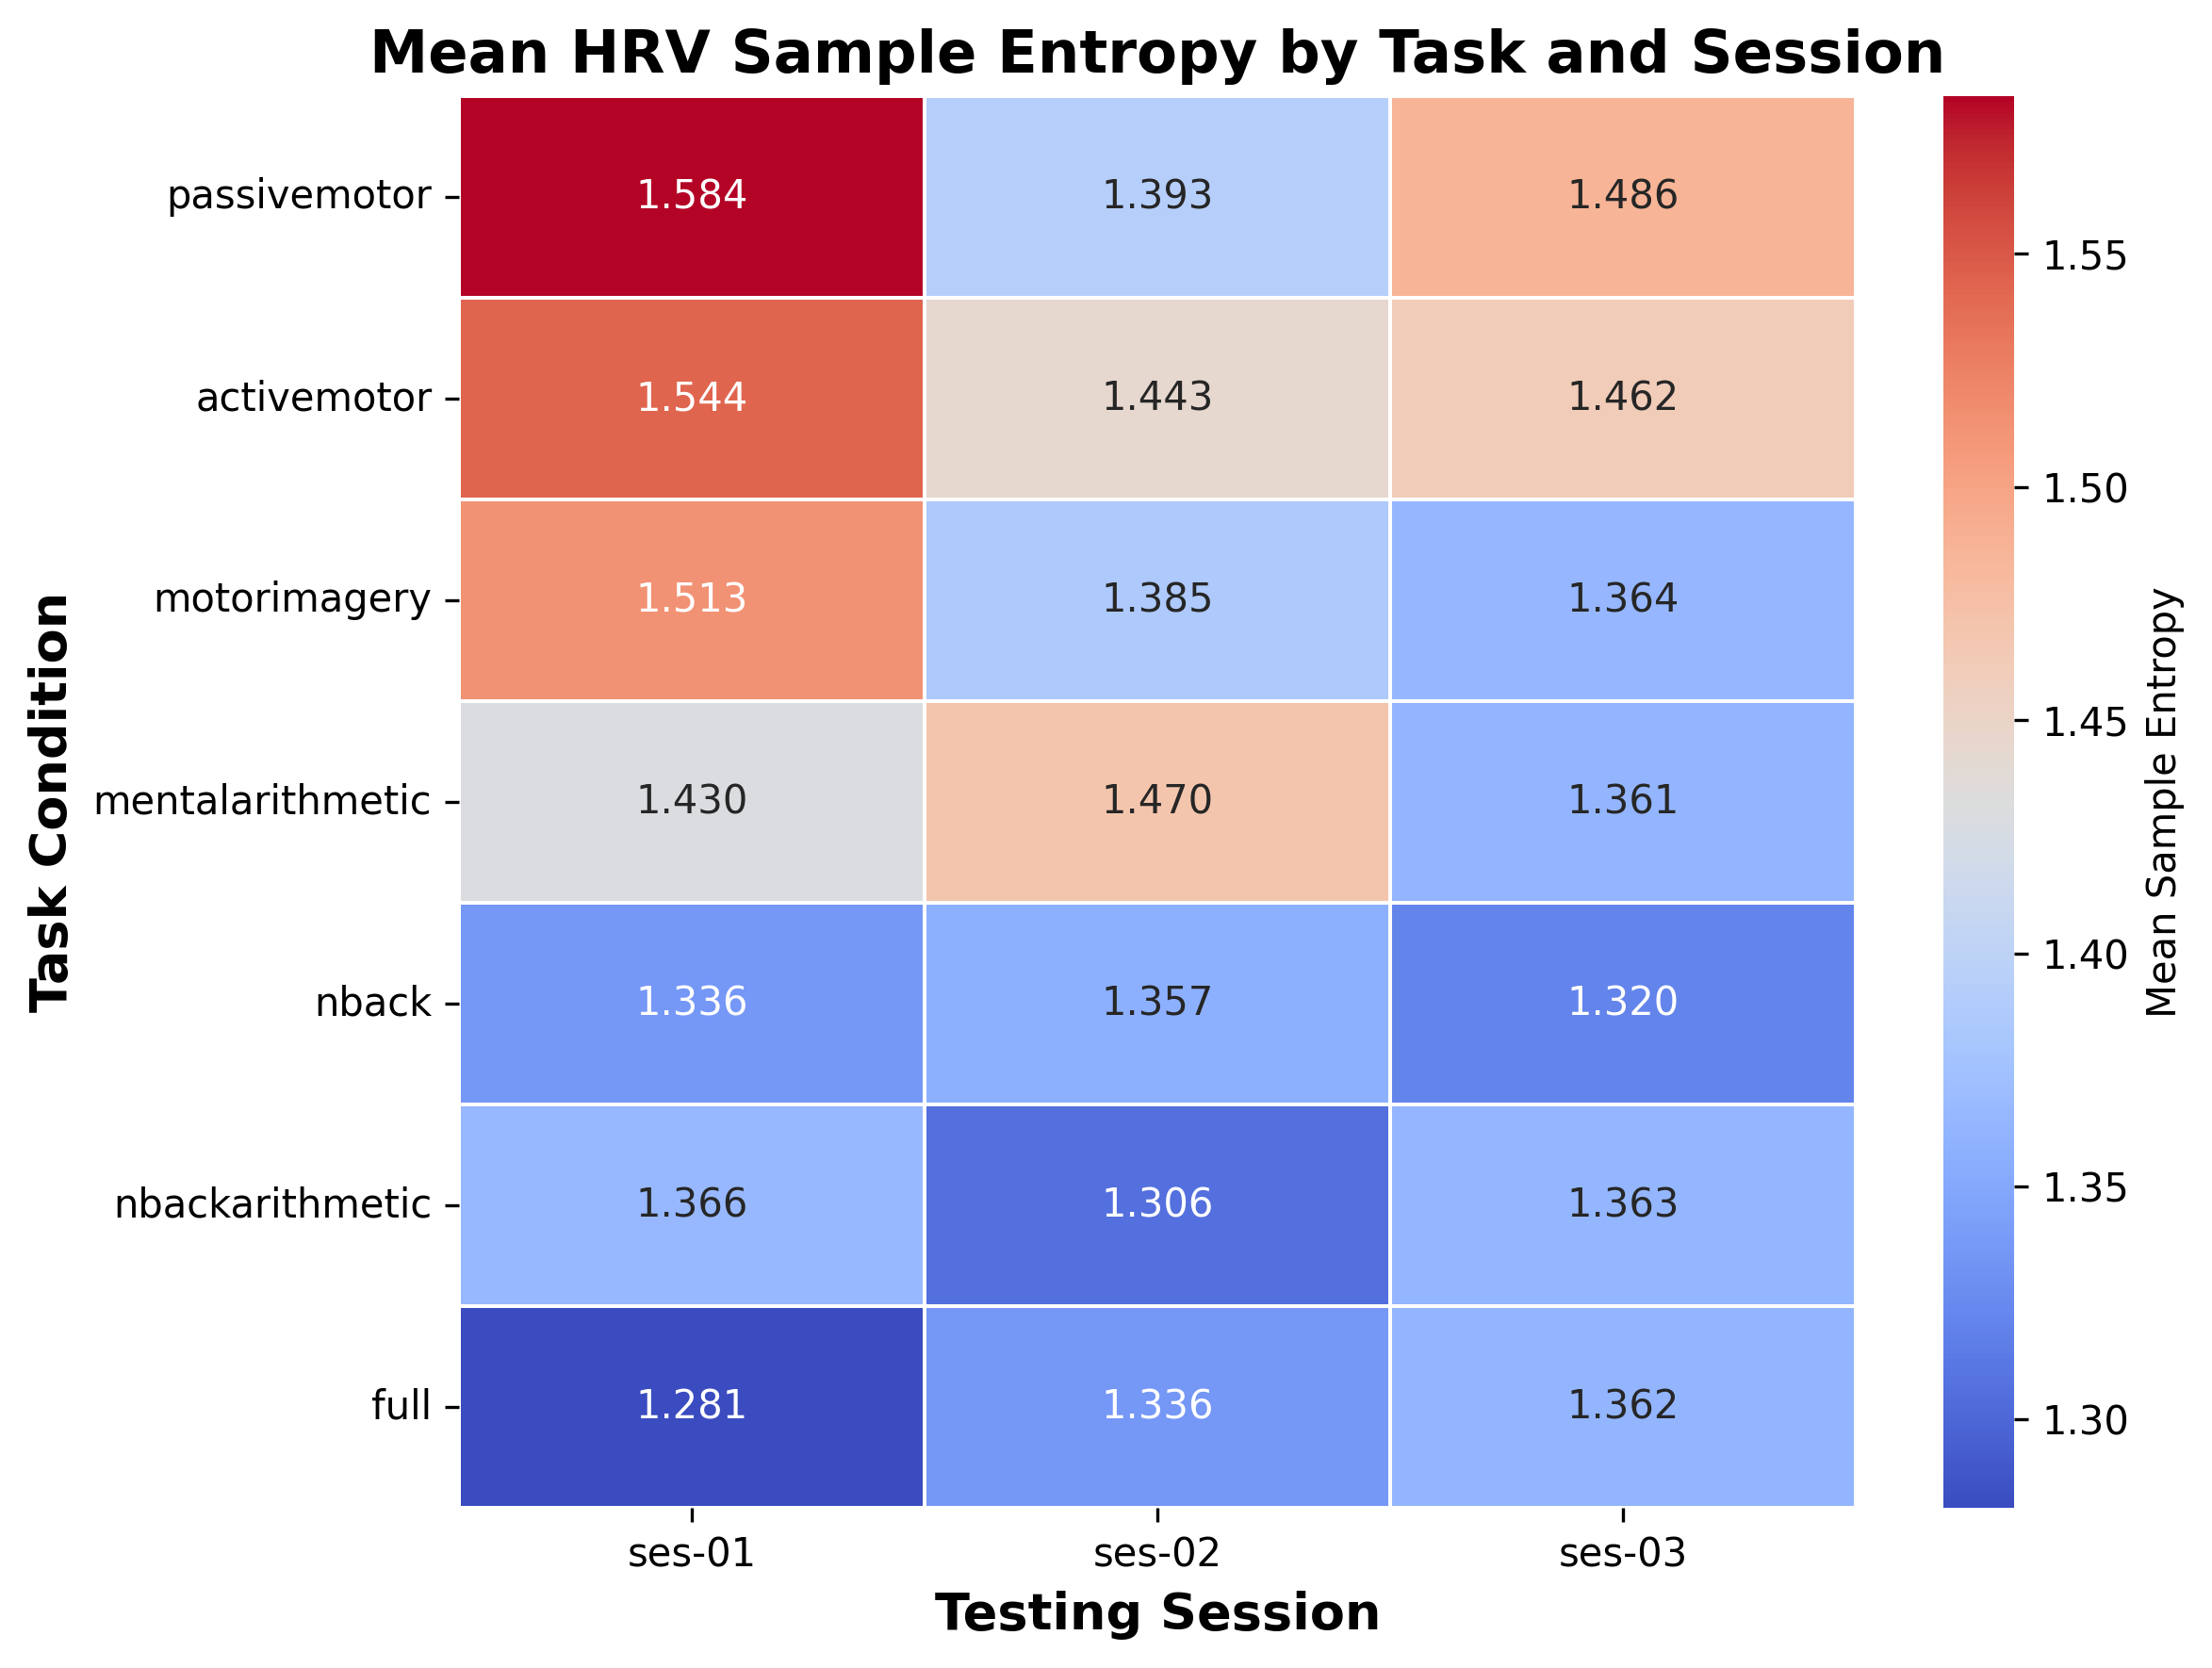 Mean HRV Sample Entropy by Task and Session
Task Condition
passivemotor 1.584 1.393 1.486
activemotor 1.544 1.443 1.462
motorimagery 1.513 1.385 1.364
mentalarithmetic 1.430 1.470 1.361
nback 1.336 1.357 1.320
nbackarithmetic 1.366 1.306 1.363
full 1.281 1.336 1.362
ses-01 ses-02 ses-03
Testing Session
1.55
1.50
1.45
1.40
1.35
1.30
Mean Sample Entropy